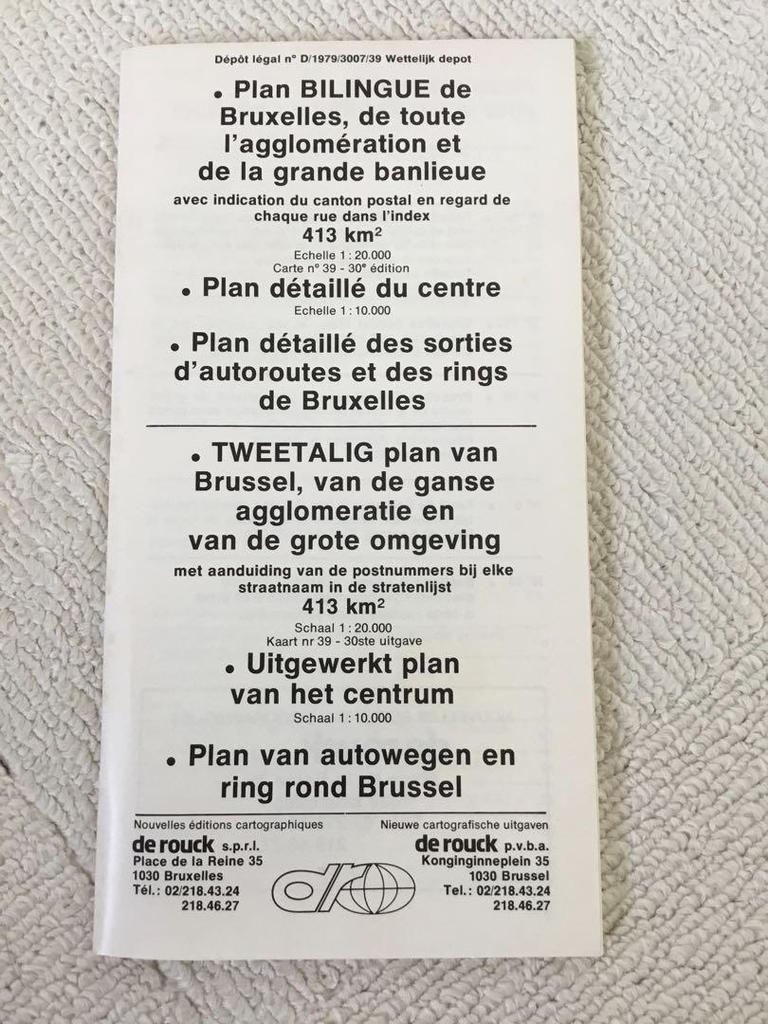 Dépôt légal n° D/1979/3007/39 Wettelijk depot
• Plan BILINGUE de
Bruxelles, de toute
l'agglomération et
de la grande banlieue
avec indication du canton postal en regard de
chaque rue dans l'index
413 km²
Echelle 1 : 20.000
Carte n° 39 - 30e édition
• Plan détaillé du centre
Echelle 1 : 10.000
• Plan détaillé des sorties
d'autoroutes et des rings
de Bruxelles
• TWEETALIG plan van
Brussel, van de ganse
agglomeratie en
van de grote omgeving
met aanduiding van de postnummers bij elke
straatnaam in de stratenlijst
413 km²
Schaal 1 : 20.000
Kaart nr 39 - 30ste uitgave
• Uitgewerkt plan
van het centrum
Schaal 1 : 10.000
• Plan van autowegen en
ring rond Brussel
Nouvelles éditions cartographiques
de rouck s.p.r.l.
Place de la Reine 35
1030 Bruxelles
Tél. : 02/218.43.24
218.46.27
dr
Nieuwe cartografische uitgaven
de rouck p.v.b.a.
Konginginneplein 35
1030 Brussel
Tel. : 02/218.43.24
218.46.27